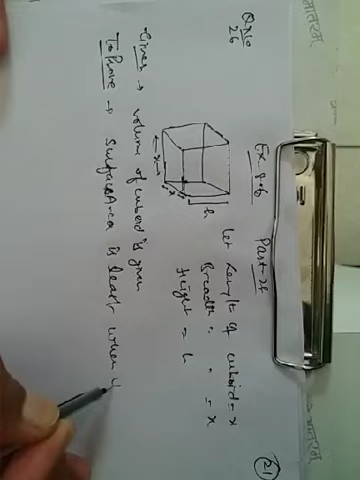 Ex 8.6 Part-24
Q.No 26
Let Length of cuboid = x
Breadth " " = x
Height = h
x
x
h
Given → volume of cuboid is given
To Prove → Surface Area is least when
21